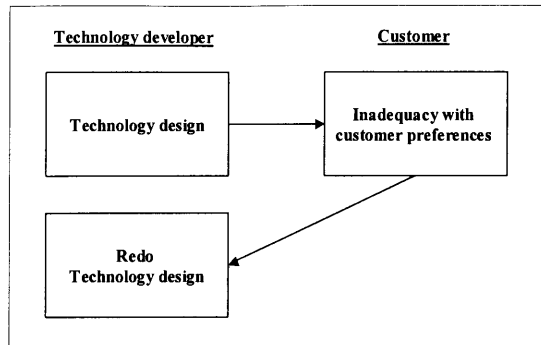 Technology developer
Customer
Technology design
Inadequacy with
customer preferences
Redo
Technology design